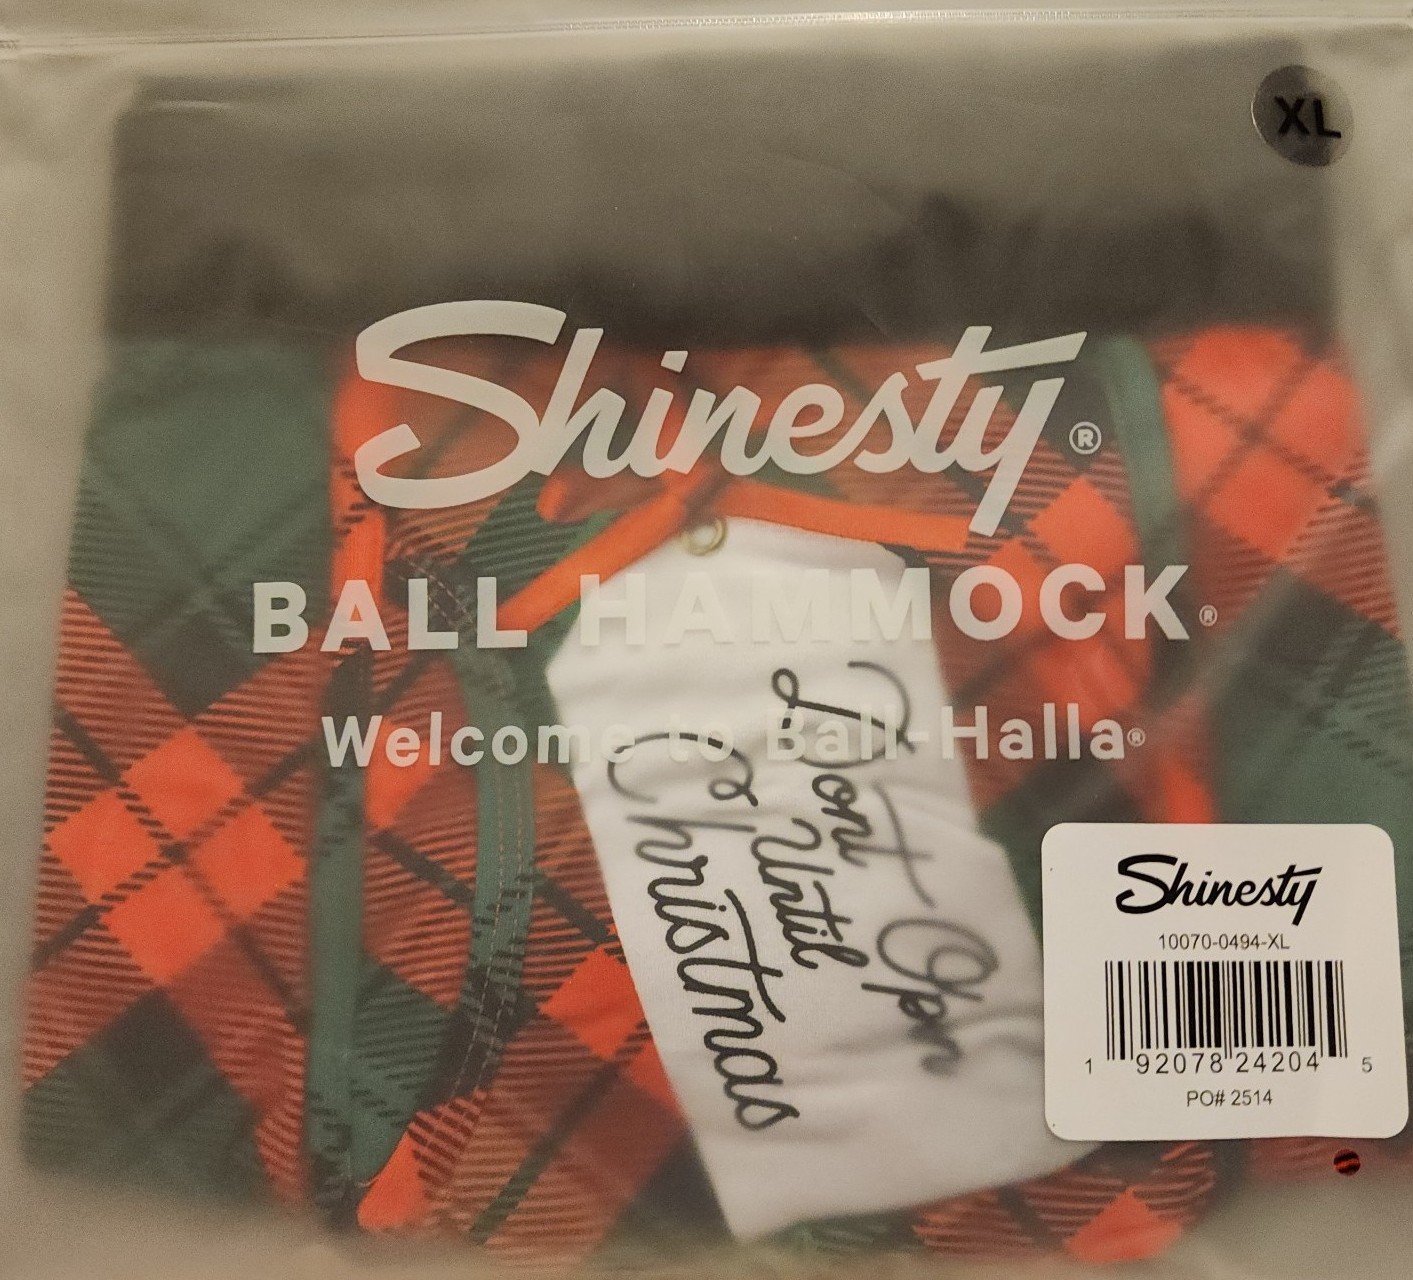 XL
Shinesty®
BALL HAMMOCK®
Welcome to Ball-Halla®
Dont Open
Until
Christmas
Shinesty
10070-0494-XL
1 92078 24204 5
PO# 2514